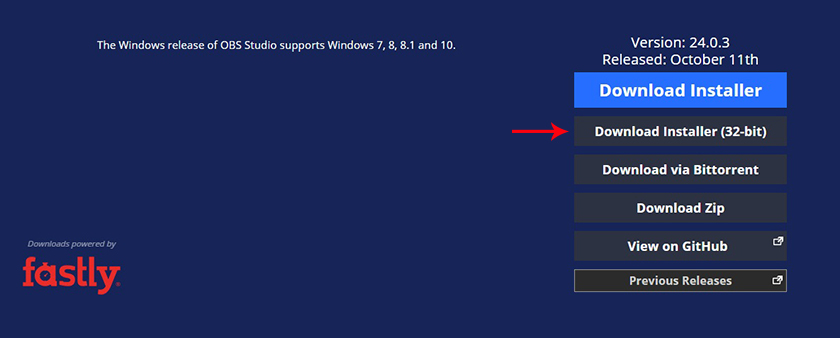 The Windows release of OBS Studio supports Windows 7, 8, 8.1 and 10.
Version: 24.0.3
Released: October 11th
Download Installer
Download Installer (32-bit)
Download via Bittorrent
Download Zip
View on GitHub
Previous Releases
Downloads powered by
fastly